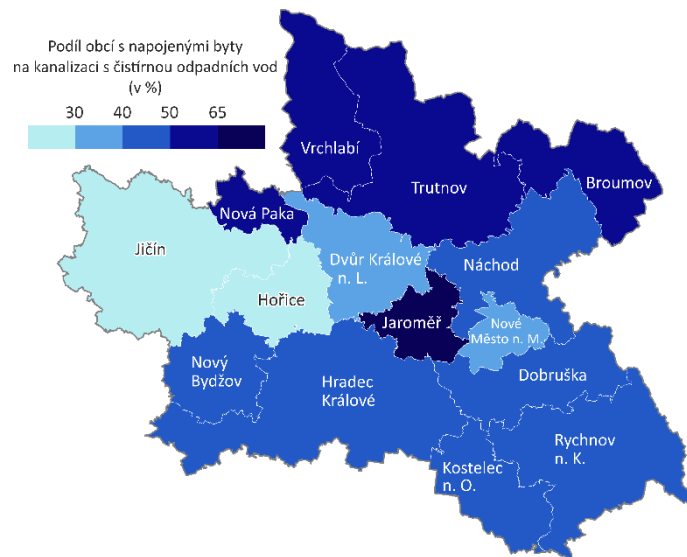 Podíl obcí s napojenými byty
na kanalizaci s čistírnou odpadních vod
(v %)
30 40 50 65
Vrchlabí
Trutnov
Broumov
Nová Paka
Jičín
Dvůr Králové
n. L.
Náchod
Hořice
Jaroměř
Nové
Město n. M.
Nový
Bydžov
Hradec
Králové
Dobruška
Rychnov
n. K.
Kostelec
n. O.